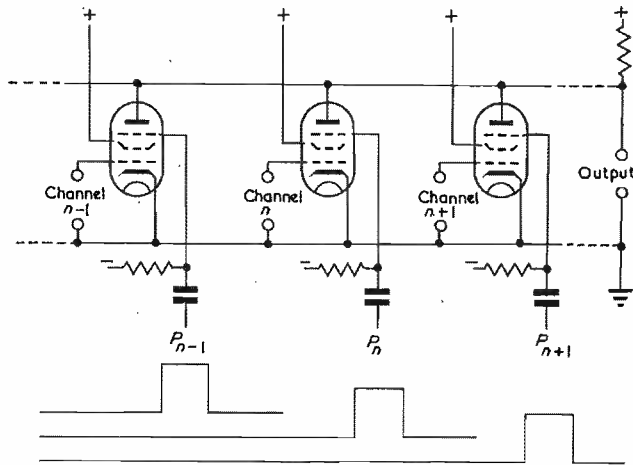 + + + +
Channel
n-1
Channel
n
Channel
n+1
Output
− − −
Pn-1 Pn Pn+1